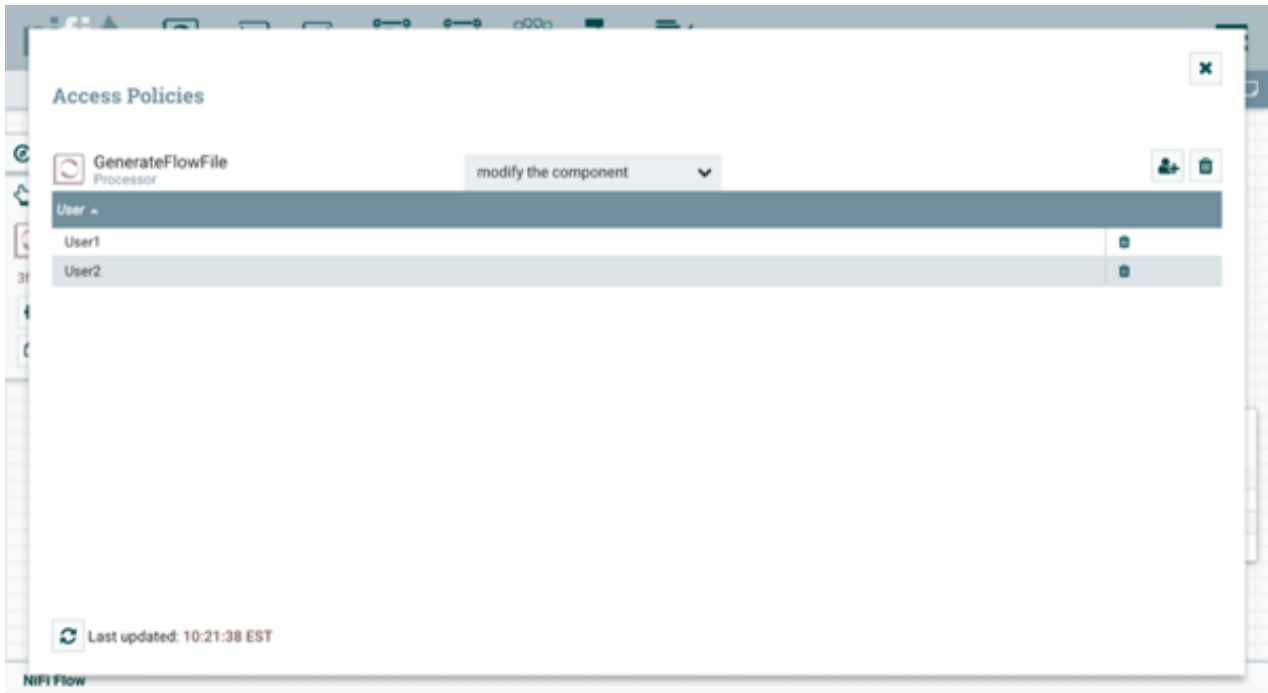 Access Policies
GenerateFlowFile
Processor
modify the component
User
User1
User2
Last updated: 10:21:38 EST
NiFi Flow